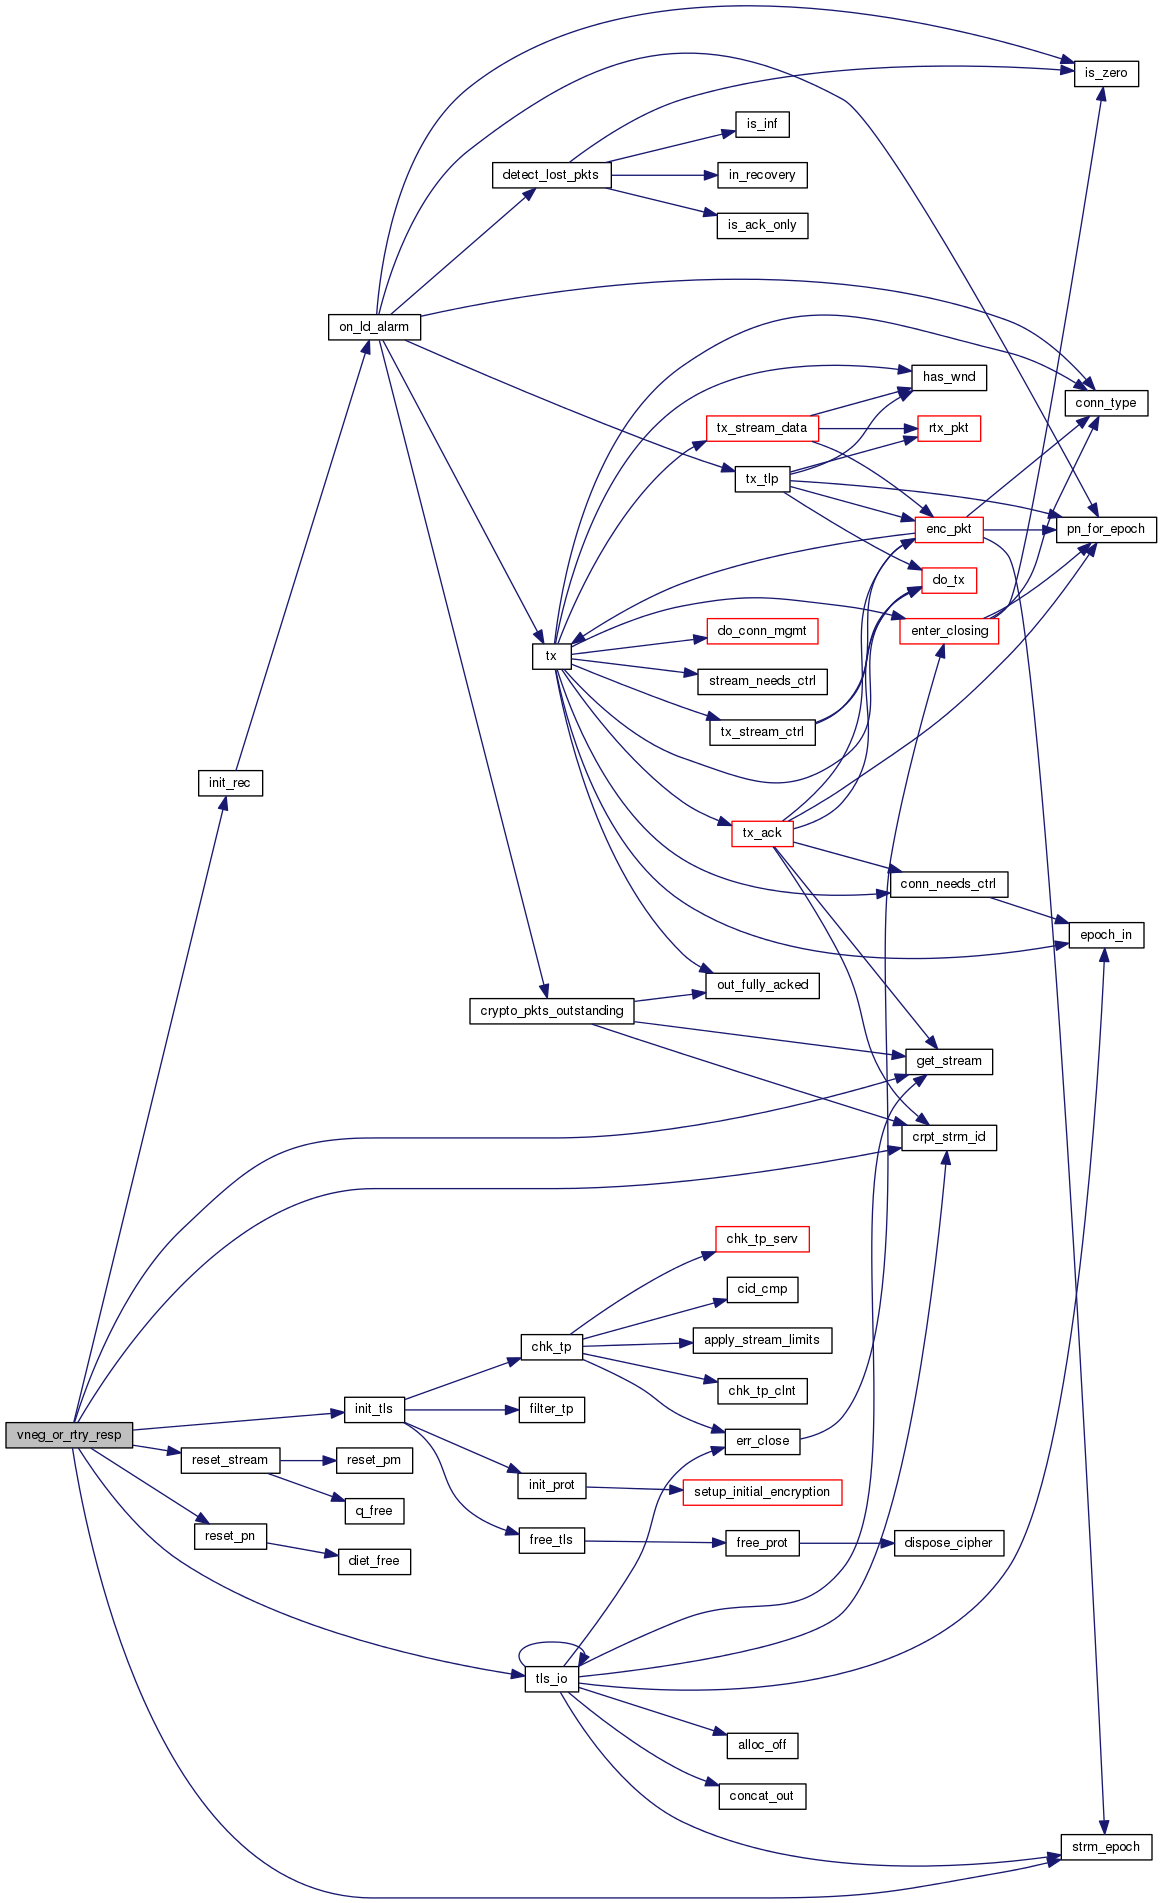 is_zero
is_inf
detect_lost_pkts
in_recovery
is_ack_only
on_ld_alarm
has_wnd
conn_type
tx_stream_data
rtx_pkt
tx_tlp
enc_pkt
pn_for_epoch
do_tx
do_conn_mgmt
enter_closing
tx
stream_needs_ctrl
tx_stream_ctrl
init_rec
tx_ack
conn_needs_ctrl
epoch_in
out_fully_acked
crypto_pkts_outstanding
get_stream
crpt_strm_id
chk_tp_serv
cid_cmp
apply_stream_limits
chk_tp
chk_tp_clnt
init_tls
filter_tp
vneg_or_rtry_resp
err_close
reset_stream
reset_pm
init_prot
setup_initial_encryption
q_free
reset_pn
free_tls
free_prot
dispose_cipher
diet_free
tls_io
alloc_off
concat_out
strm_epoch